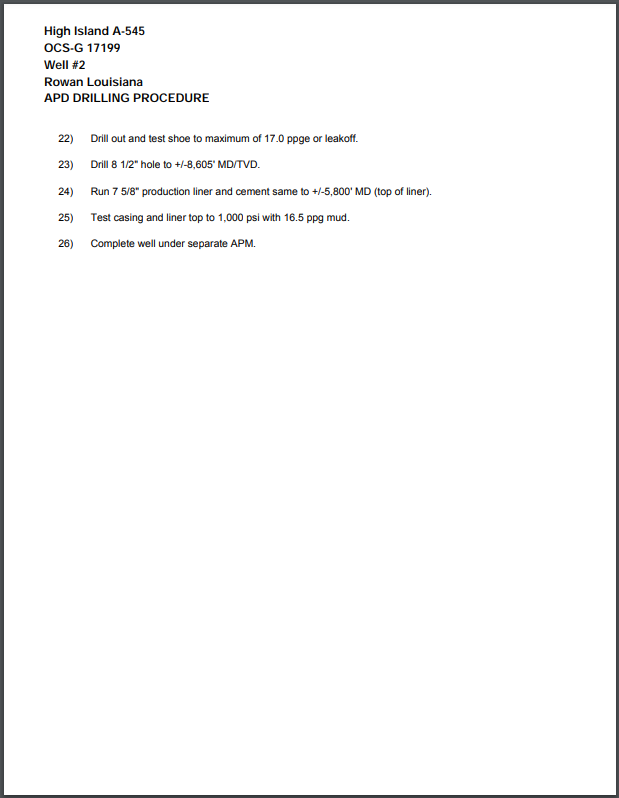 High Island A-545
OCS-G 17199
Well #2
Rowan Louisiana
APD DRILLING PROCEDURE
22) Drill out and test shoe to maximum of 17.0 ppge or leakoff.
23) Drill 8 1/2" hole to +/-8,605' MD/TVD.
24) Run 7 5/8" production liner and cement same to +/-5,800' MD (top of liner).
25) Test casing and liner top to 1,000 psi with 16.5 ppg mud.
26) Complete well under separate APM.